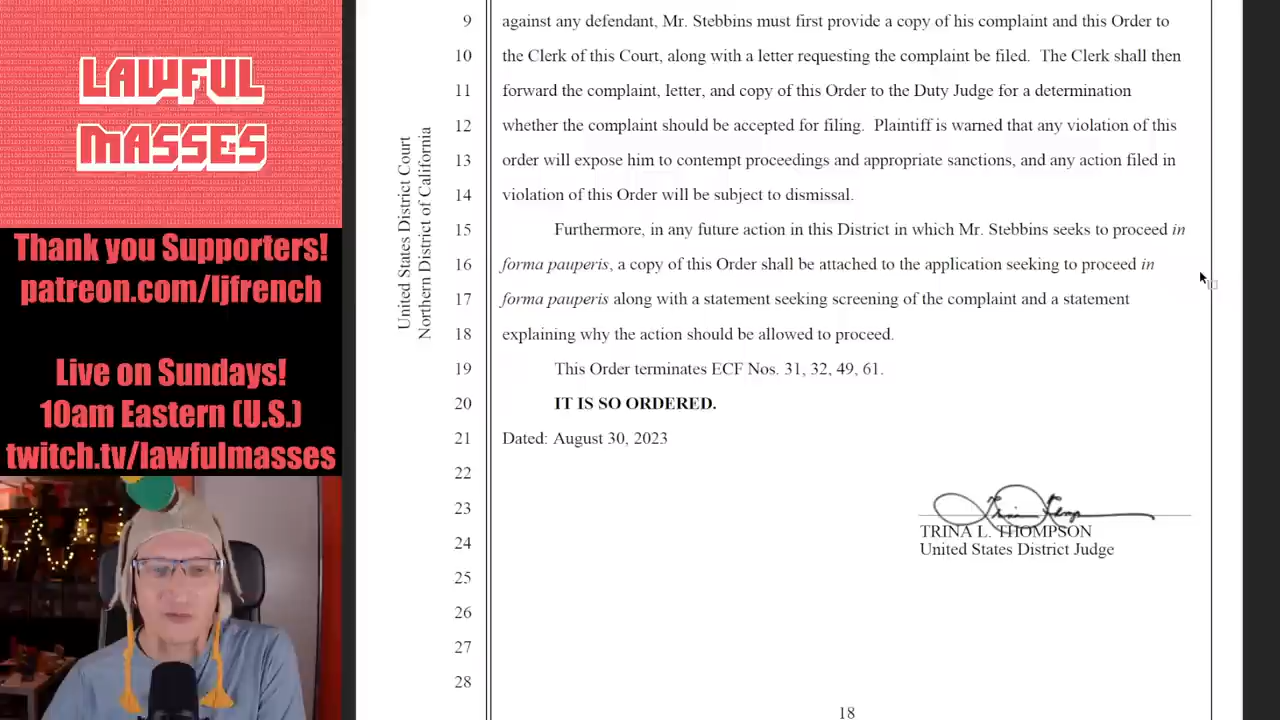 LAWFUL
MASSES
Thank you Supporters!
patreon.com/ljfrench
Live on Sundays!
10am Eastern (U.S.)
twitch.tv/lawfulmasses
United States District Court
Northern District of California
9 against any defendant, Mr. Stebbins must first provide a copy of his complaint and this Order to
10 the Clerk of this Court, along with a letter requesting the complaint be filed. The Clerk shall then
11 forward the complaint, letter, and copy of this Order to the Duty Judge for a determination
12 whether the complaint should be accepted for filing. Plaintiff is warned that any violation of this
13 order will expose him to contempt proceedings and appropriate sanctions, and any action filed in
14 violation of this Order will be subject to dismissal.
15 Furthermore, in any future action in this District in which Mr. Stebbins seeks to proceed in
16 forma pauperis, a copy of this Order shall be attached to the application seeking to proceed in
17 forma pauperis along with a statement seeking screening of the complaint and a statement
18 explaining why the action should be allowed to proceed.
19 This Order terminates ECF Nos. 31, 32, 49, 61.
20 IT IS SO ORDERED.
21 Dated: August 30, 2023
22
23
24 TRINA L. THOMPSON
United States District Judge
25
26
27
28
18